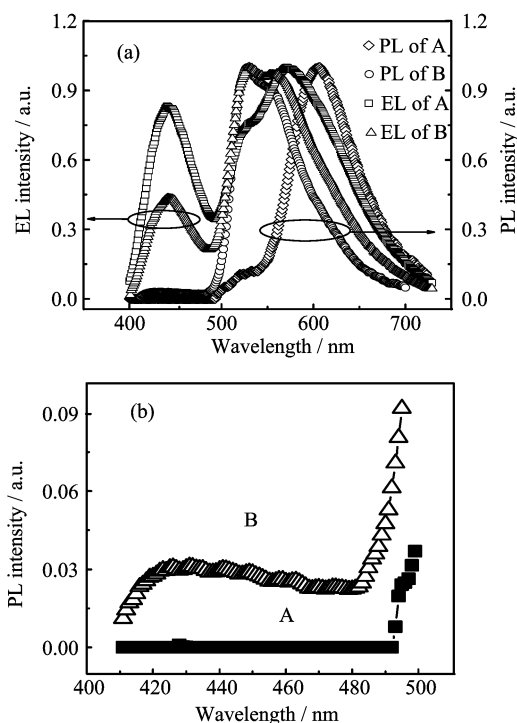 (a)
◇ PL of A
○ PL of B
□ EL of A
△ EL of B
EL intensity / a.u.
1.2
0.9
0.6
0.3
0.0
PL intensity / a.u.
1.2
0.9
0.6
0.3
0.0
400 500 600 700
Wavelength / nm
(b)
B
A
PL intensity / a.u.
0.09
0.06
0.03
0.00
400 420 440 460 480 500
Wavelength / nm